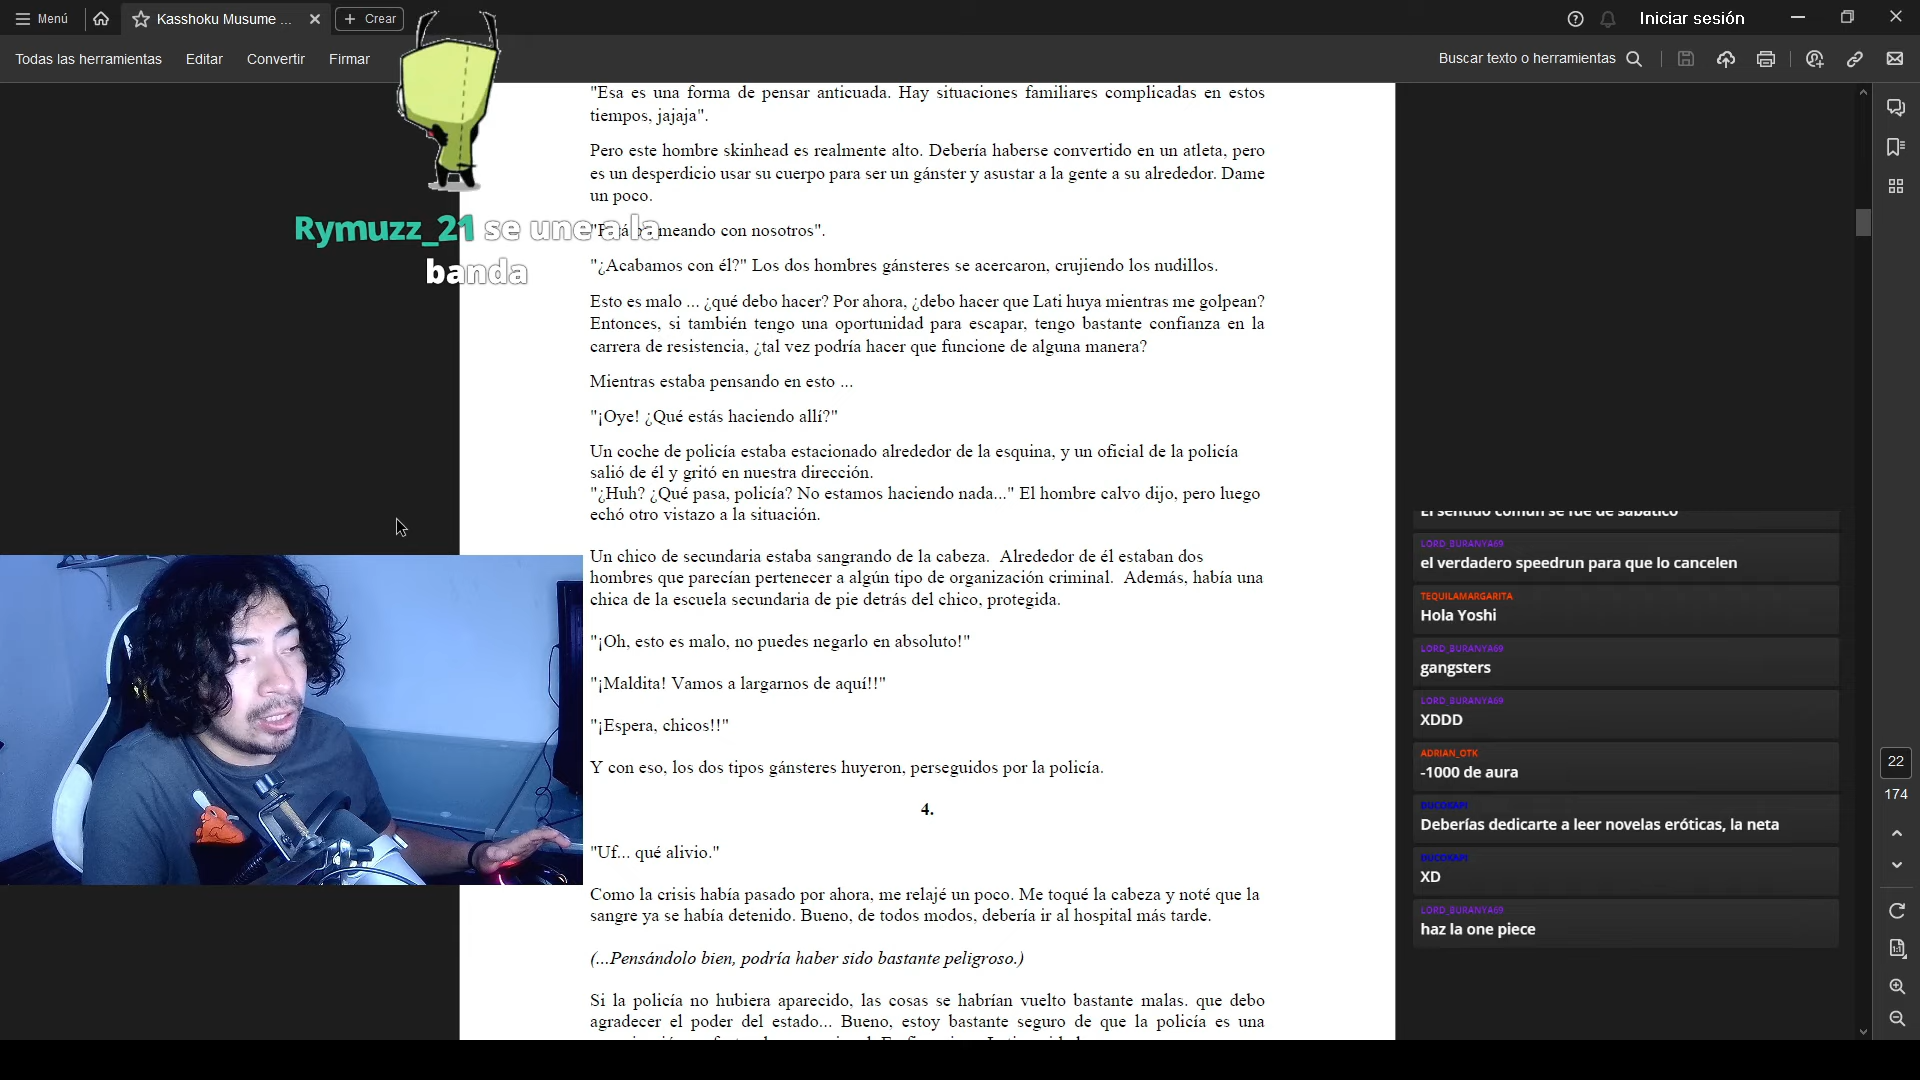 Menú
Kasshoku Musume ...
Crear
Iniciar sesión
Todas las herramientas
Editar
Convertir
Firmar
Buscar texto o herramientas
"Esa es una forma de pensar anticuada. Hay situaciones familiares complicadas en estos
tiempos, jajaja".
Pero este hombre skinhead es realmente alto. Debería haberse convertido en un atleta, pero
es un desperdicio usar su cuerpo para ser un gánster y asustar a la gente a su alrededor. Dame
un poco.
Rymuzz_21 se une a la
banda
con nosotros".
"¿Acabamos con él?" Los dos hombres gánsteres se acercaron, crujiendo los nudillos.
Esto es malo ... ¿qué debo hacer? Por ahora, ¿debo hacer que Lati huya mientras me golpean?
Entonces, si también tengo una oportunidad para escapar, tengo bastante confianza en la
carrera de resistencia, ¿tal vez podría hacer que funcione de alguna manera?
Mientras estaba pensando en esto ...
"¡Oye! ¿Qué estás haciendo allí?"
Un coche de policía estaba estacionado alrededor de la esquina, y un oficial de la policía
salió de él y gritó en nuestra dirección.
"¿Huh? ¿Qué pasa, policía? No estamos haciendo nada..." El hombre calvo dijo, pero luego
echó otro vistazo a la situación.
Un chico de secundaria estaba sangrando de la cabeza. Alrededor de él estaban dos
hombres que parecían pertenecer a algún tipo de organización criminal. Además, había una
chica de la escuela secundaria de pie detrás del chico, protegida.
"¡Oh, esto es malo, no puedes negarlo en absoluto!"
"¡Maldita! Vamos a largarnos de aquí!!"
"¡Espera, chicos!!"
Y con eso, los dos tipos gánsteres huyeron, perseguidos por la policía.
4.
"Uf... qué alivio."
Como la crisis había pasado por ahora, me relajé un poco. Me toqué la cabeza y noté que la
sangre ya se había detenido. Bueno, de todos modos, debería ir al hospital más tarde.
(...Pensándolo bien, podría haber sido bastante peligroso.)
Si la policía no hubiera aparecido, las cosas se habrían vuelto bastante malas. que debo
agradecer el poder del estado... Bueno, estoy bastante seguro de que la policía es una
El sentido común se fue de sabático
LORD_BURANYA69
el verdadero speedrun para que lo cancelen
TEQUILAMARGARITA
Hola Yoshi
LORD_BURANYA69
gangsters
LORD_BURANYA69
XDDD
ADRIAN_OTK
-1000 de aura
Deberías dedicarte a leer novelas eróticas, la neta
XD
LORD_BURANYA69
haz la one piece
22
174